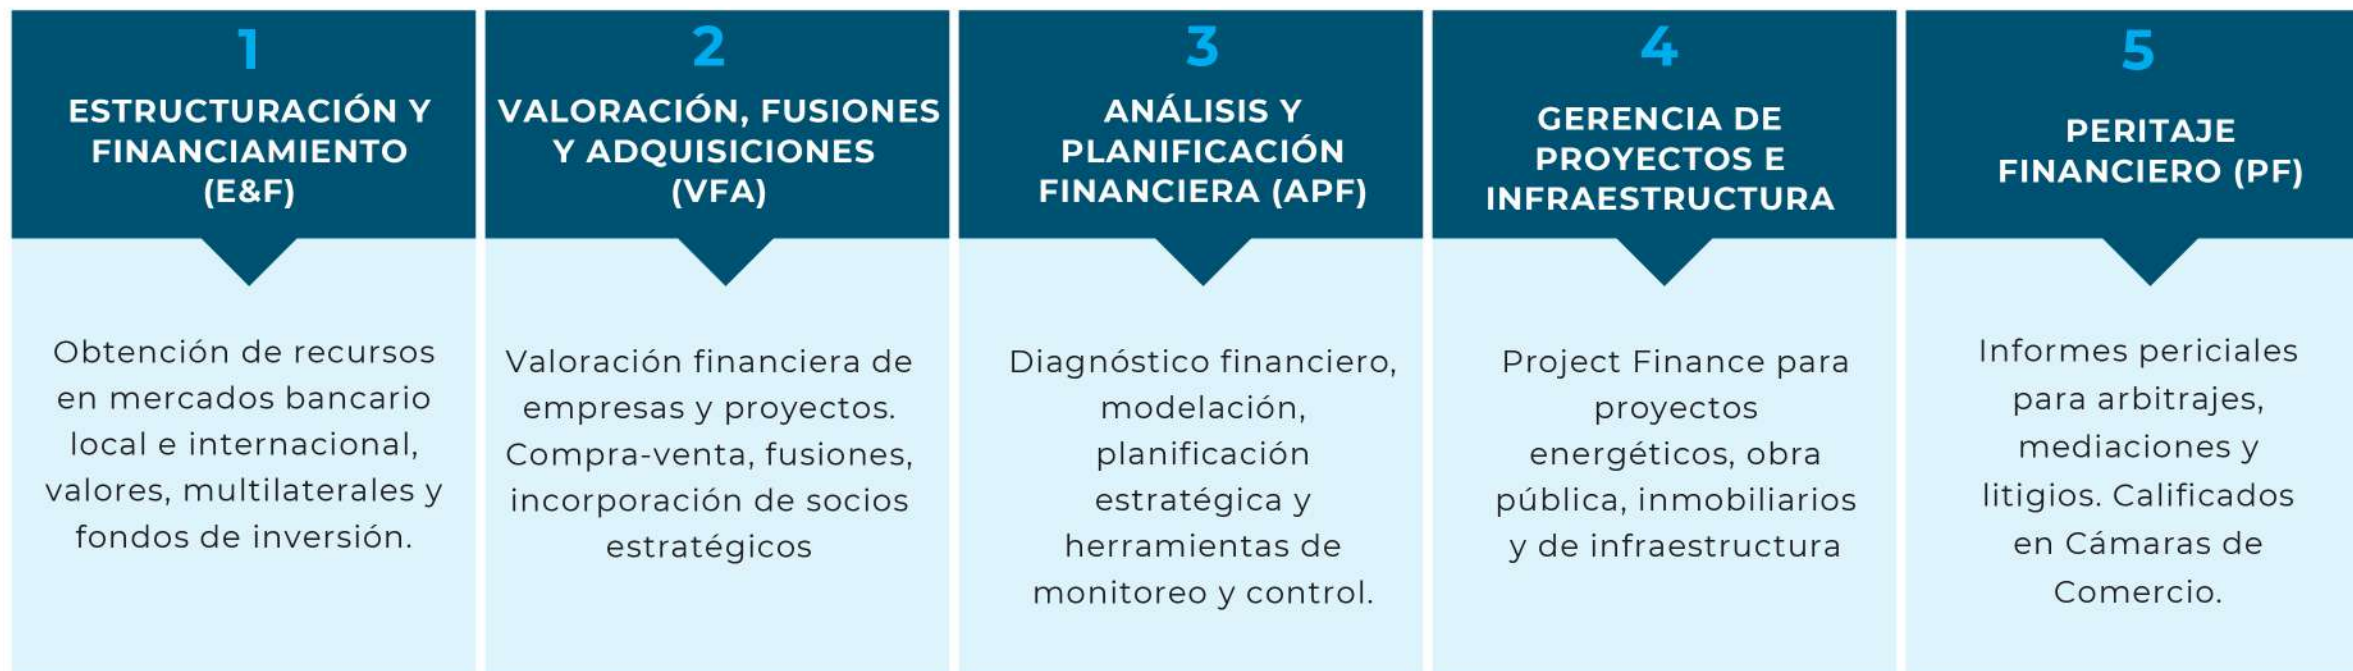 1
ESTRUCTURACIÓN Y
FINANCIAMIENTO
(E&F)
Obtención de recursos
en mercados bancario
local e internacional,
valores, multilaterales y
fondos de inversión.
2
VALORACIÓN, FUSIONES
Y ADQUISICIONES
(VFA)
Valoración financiera de
empresas y proyectos.
Compra-venta, fusiones,
incorporación de socios
estratégicos
3
ANÁLISIS Y
PLANIFICACIÓN
FINANCIERA (APF)
Diagnóstico financiero,
modelación,
planificación
estratégica y
herramientas de
monitoreo y control.
4
GERENCIA DE
PROYECTOS E
INFRAESTRUCTURA
Project Finance para
proyectos
energéticos, obra
pública, inmobiliarios
y de infraestructura
5
PERITAJE
FINANCIERO (PF)
Informes periciales
para arbitrajes,
mediaciones y
litigios. Calificados
en Cámaras de
Comercio.